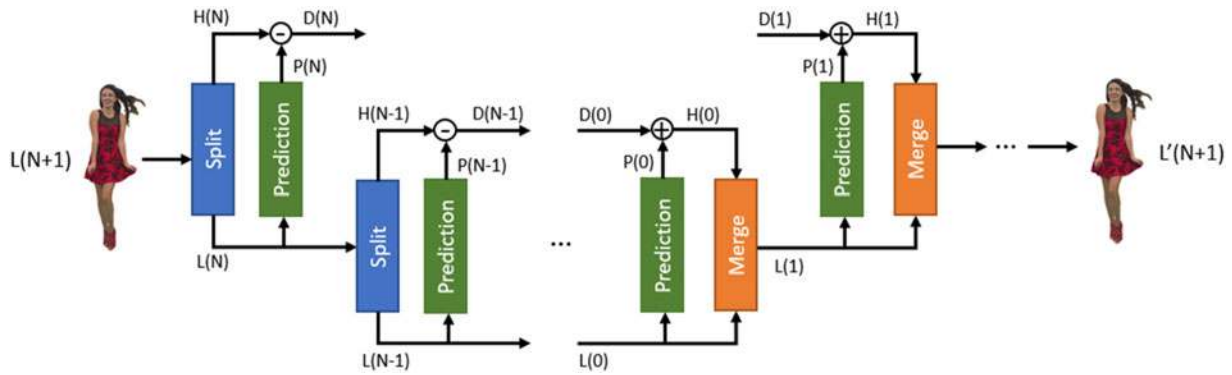 H(N)
D(N)
-
P(N)
L(N+1)
Split
Prediction
L(N)
H(N-1)
D(N-1)
-
P(N-1)
Split
Prediction
L(N-1)
...
D(0)
+
H(0)
P(0)
Prediction
Merge
L(0)
L(1)
D(1)
+
H(1)
P(1)
Prediction
Merge
...
L'(N+1)